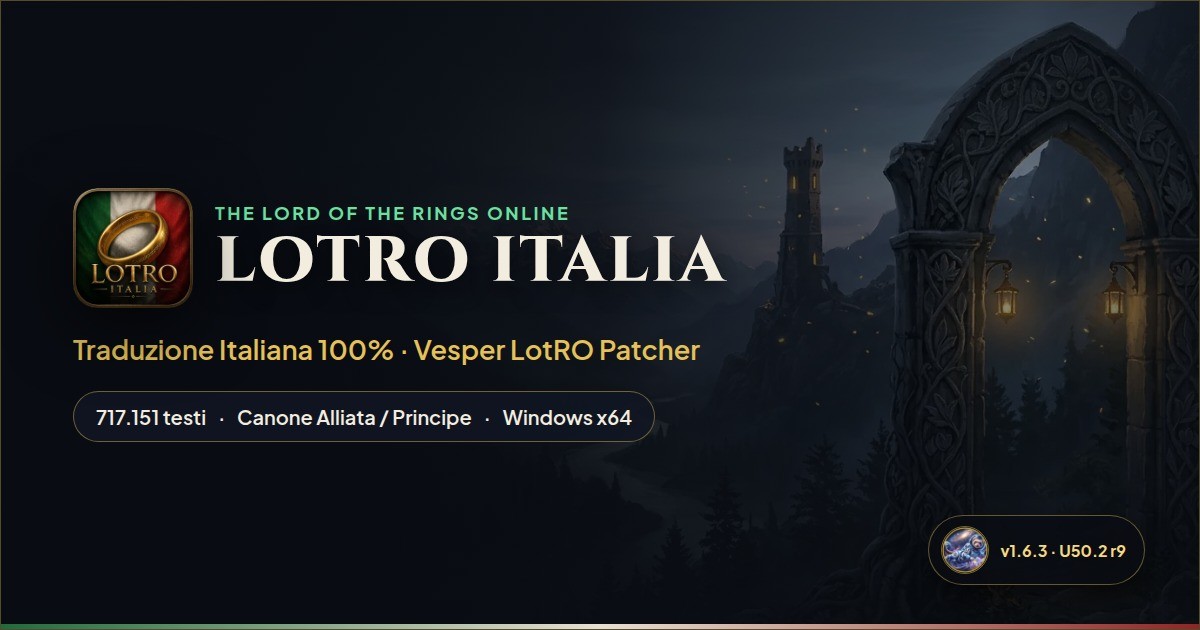 THE LORD OF THE RINGS ONLINE
LOTRO ITALIA
LOTRO
ITALIA
Traduzione Italiana 100% · Vesper LotRO Patcher
717.151 testi · Canone Alliata / Principe · Windows x64
v1.6.3 · U50.2 r9